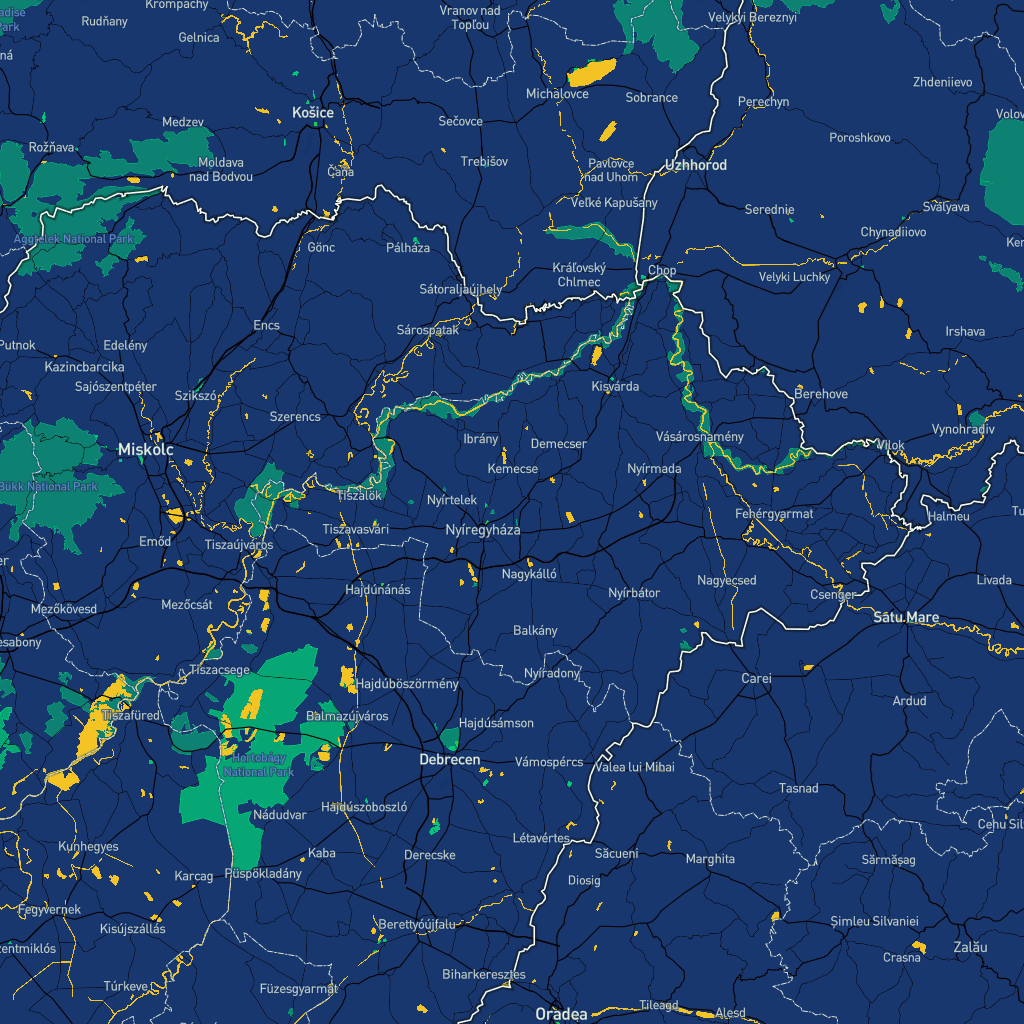 Krompachy
Rudňany
Gelnica
Vranov nad
Topľou
Velykyi Bereznyi
Park
Michalovce
Sobrance
Perechyn
Zhdeniievo
Košice
Medzev
Sečovce
Poroshkovo
Rožňava
Moldava
nad Bodvou
Čaňa
Trebišov
Pavlovce
nad Uhom
Uzhhorod
Veľké Kapušany
Serednie
Svalyava
Chynadiiovo
Aggtelek National Park
Gönc
Pálháza
Kráľovský
Chlmec
Chop
Velyki Luchky
Sátoraljaújhely
Encs
Sárospatak
Irshava
Putnok
Edelény
Kazincbarcika
Sajószentpéter
Szikszó
Kisvárda
Berehove
Szerencs
Miskolc
Ibrány
Demecser
Vásárosnamény
Vynohradiv
Vilok
Kemecse
Nyírmada
Bükk National Park
Tiszalök
Nyírtelek
Fehérgyarmat
Halmeu
Tiszavasvári
Nyíregyháza
Emőd
Tiszaújváros
Nagykálló
Nagyecsed
Livada
Hajdúnánás
Nyírbátor
Csenger
Mezőkövesd
Mezőcsát
Satu Mare
Balkány
Tiszacsege
Nyíradony
Carei
Hajdúböszörmény
Ardud
Tiszafüred
Balmazújváros
Hajdúsámson
Hortobágy
National Park
Debrecen
Vámospércs
Valea lui Mihai
Tasnad
Nádudvar
Hajdúszoboszló
Létavértes
Kunhegyes
Kaba
Derecske
Săcueni
Marghita
Sărmășag
Karcag
Püspökladány
Diosig
Fegyvernek
Kisújszállás
Berettyóújfalu
Șimleu Silvaniei
Zalău
Crasna
Túrkeve
Füzesgyarmat
Biharkeresztes
Oradea
Tileagd
Alesd